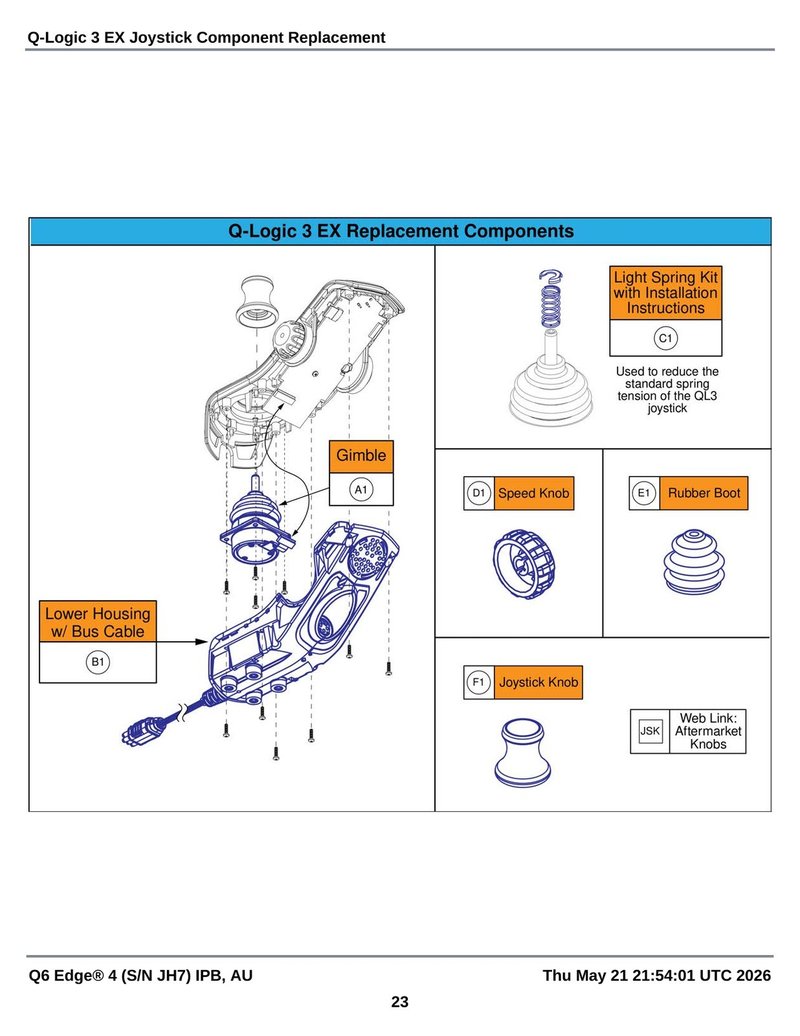 Q-Logic 3 EX Joystick Component Replacement
Q-Logic 3 EX Replacement Components
Light Spring Kit
with Installation
Instructions
C1
Used to reduce the
standard spring
tension of the QL3
joystick
Gimble
A1
D1 Speed Knob
E1 Rubber Boot
Lower Housing
w/ Bus Cable
B1
F1 Joystick Knob
JSK
Web Link:
Aftermarket
Knobs
Q6 Edge® 4 (S/N JH7) IPB, AU
Thu May 21 21:54:01 UTC 2026
23